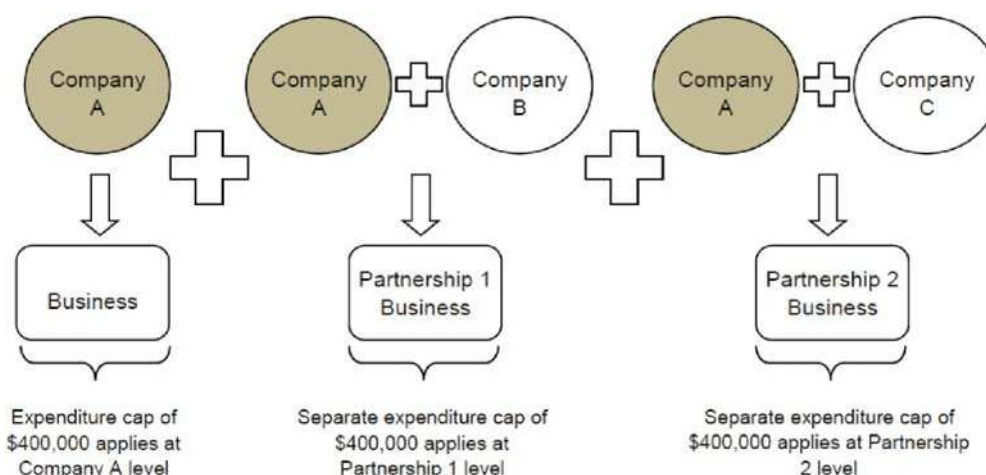 Company
A
Company
A
Company
B
Company
A
Company
C
Business
Partnership 1
Business
Partnership 2
Business
Expenditure cap of
$400,000 applies at
Company A level
Separate expenditure cap of
$400,000 applies at
Partnership 1 level
Separate expenditure cap of
$400,000 applies at Partnership
2 level